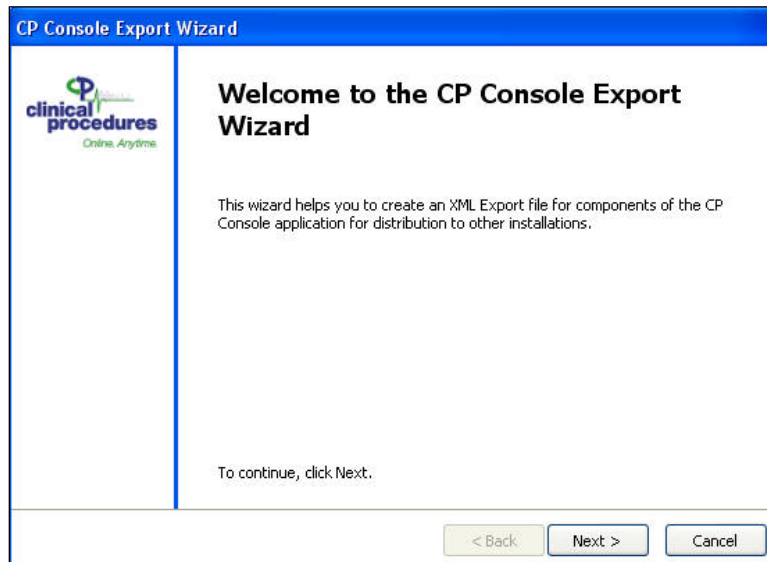 CP Console Export Wizard
CP
clinical
procedures
Online. Anytime.
Welcome to the CP Console Export
Wizard
This wizard helps you to create an XML Export file for components of the CP
Console application for distribution to other installations.
To continue, click Next.
< Back
Next >
Cancel